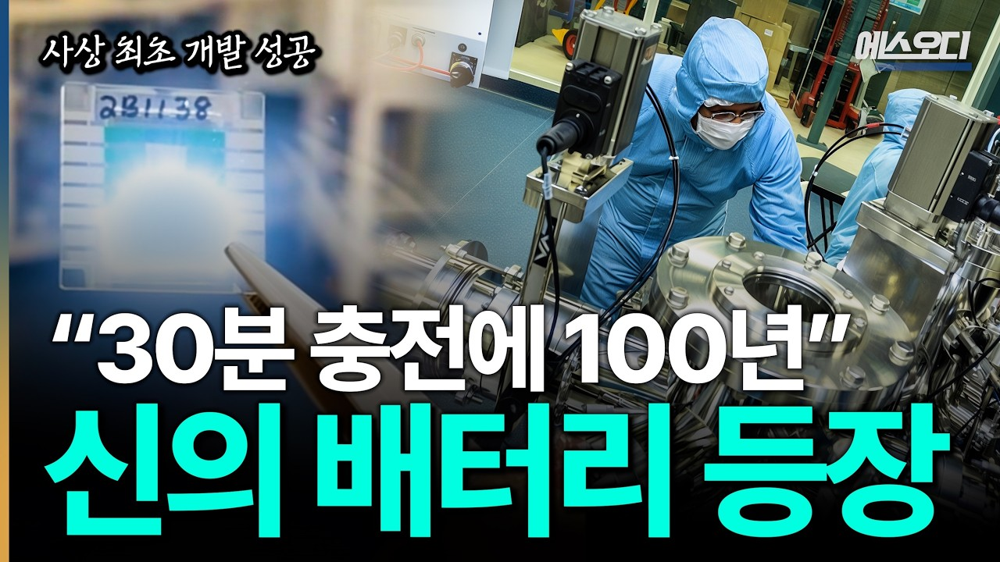 사상 최초 개발 성공
에스오디
2B1138
“30분 충전에 100년”
신의 배터리 등장